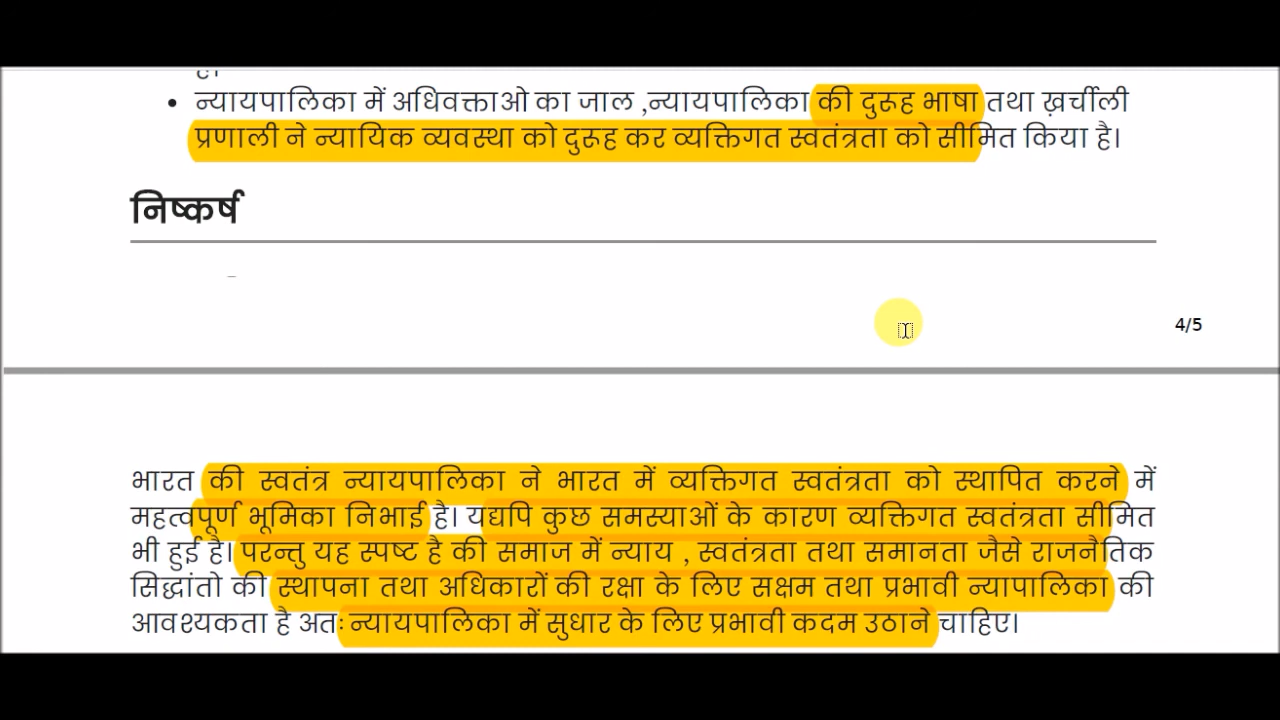 है।
• न्यायपालिका में अधिवक्ताओ का जाल ,न्यायपालिका की दुरूह भाषा तथा ख़र्चीली
प्रणाली ने न्यायिक व्यवस्था को दुरूह कर व्यक्तिगत स्वतंत्रता को सीमित किया है।
निष्कर्ष
4/5
भारत की स्वतंत्र न्यायपालिका ने भारत में व्यक्तिगत स्वतंत्रता को स्थापित करने में
महत्वपूर्ण भूमिका निभाई है। यद्यपि कुछ समस्याओं के कारण व्यक्तिगत स्वतंत्रता सीमित
भी हुई है। परन्तु यह स्पष्ट है की समाज में न्याय , स्वतंत्रता तथा समानता जैसे राजनैतिक
सिद्धांतो की स्थापना तथा अधिकारों की रक्षा के लिए सक्षम तथा प्रभावी न्यापालिका की
आवश्यकता है अतः न्यायपालिका में सुधार के लिए प्रभावी कदम उठाने चाहिए।